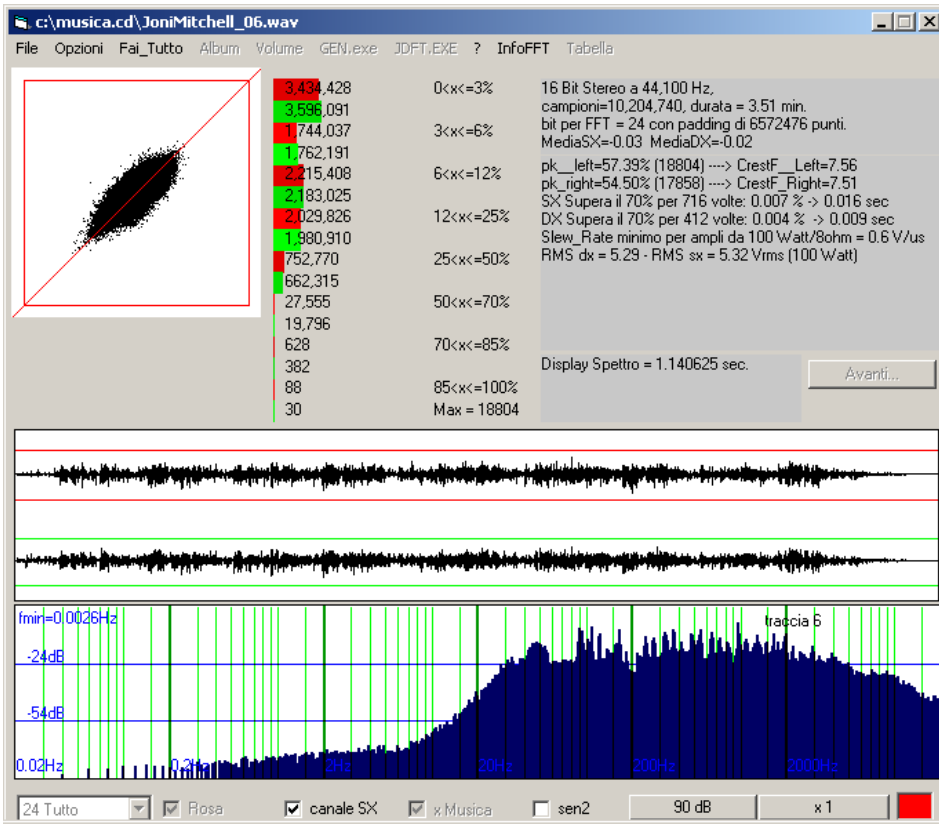 c:\musica.cd\JoniMitchell_06.wav
File Opzioni Fai_Tutto Album Volume GEN.exe JDFT.EXE ? InfoFFT Tabella
3,434,428 0<x<=3%
3,596,091
1,744,037 3<x<=6%
1,762,191
2,215,408 6<x<=12%
2,183,025
2,029,826 12<x<=25%
1,980,910
752,770 25<x<=50%
662,315
27,555 50<x<=70%
19,796
628 70<x<=85%
382
88 85<x<=100%
30 Max = 18804
16 Bit Stereo a 44,100 Hz,
campioni=10,204,740, durata = 3.51 min.
bit per FFT = 24 con padding di 6572476 punti.
MediaSX=-0.03 MediaDX=-0.02
pk__left=57.39% (18804) ----> CrestF__Left=7.56
pk_right=54.50% (17858) ----> CrestF_Right=7.51
SX Supera il 70% per 716 volte: 0.007 % -> 0.016 sec
DX Supera il 70% per 412 volte: 0.004 % -> 0.009 sec
Slew_Rate minimo per ampli da 100 Watt/8ohm = 0.6 V/us
RMS dx = 5.29 - RMS sx = 5.32 Vrms (100 Watt)
Display Spettro = 1.140625 sec.
Avanti...
fmin=0.0026Hz
traccia 6
-24dB
-54dB
0.02Hz 0.2Hz 2Hz 20Hz 200Hz 2000Hz
24 Tutto Rosa canale SX x Musica sen2 90 dB x 1